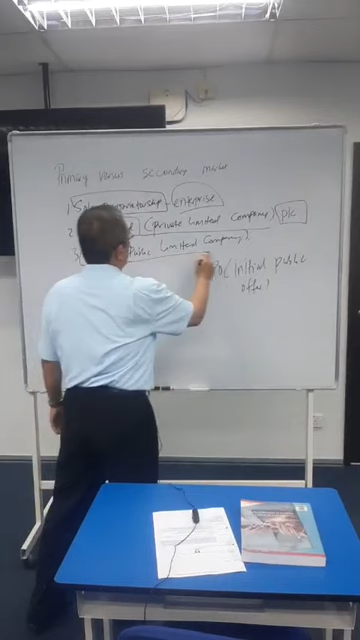 Primary versus secondary market
1) Sole proprietorship - enterprise
2 (private limited company) plc
3 Public Limited Company)
(initial public
offer)